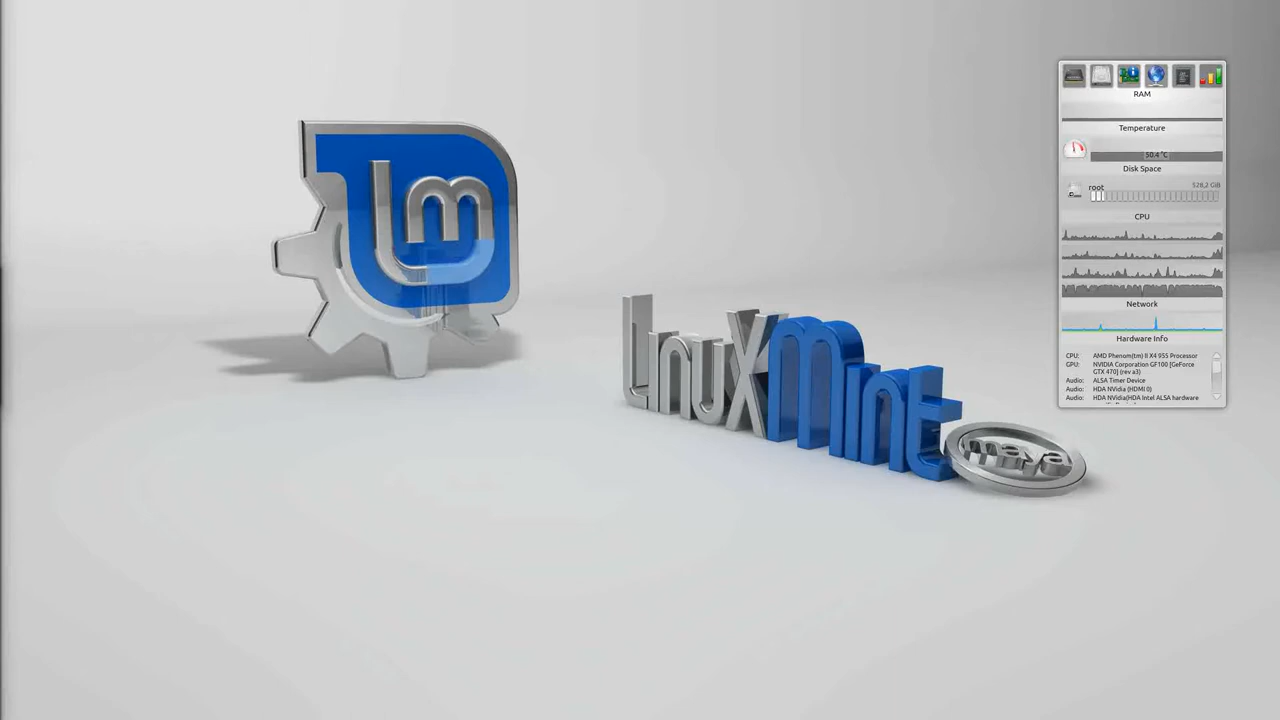 lm
LinuxMint
maya
RAM
Temperature
50.4 °C
Disk Space
root 528,2 GiB
CPU
Network
Hardware Info
CPU: AMD Phenom(tm) II X4 955 Processor
GPU: NVIDIA Corporation GF100 [GeForce
GTX 470] (rev a3)
Audio: ALSA Timer Device
Audio: HDA NVidia (HDMI 0)
Audio: HDA NVidia(HDA Intel ALSA hardware